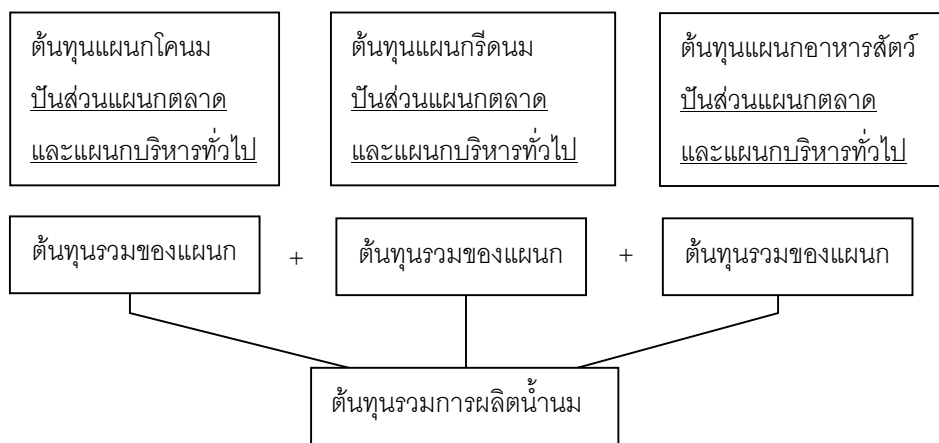 ต้นทุนแผนกโคนม
ปันส่วนแผนกตลาด
และแผนกบริหารทั่วไป
ต้นทุนแผนกรีดนม
ปันส่วนแผนกตลาด
และแผนกบริหารทั่วไป
ต้นทุนแผนกอาหารสัตว์
ปันส่วนแผนกตลาด
และแผนกบริหารทั่วไป
ต้นทุนรวมของแผนก + ต้นทุนรวมของแผนก + ต้นทุนรวมของแผนก
ต้นทุนรวมการผลิตน้ำนม